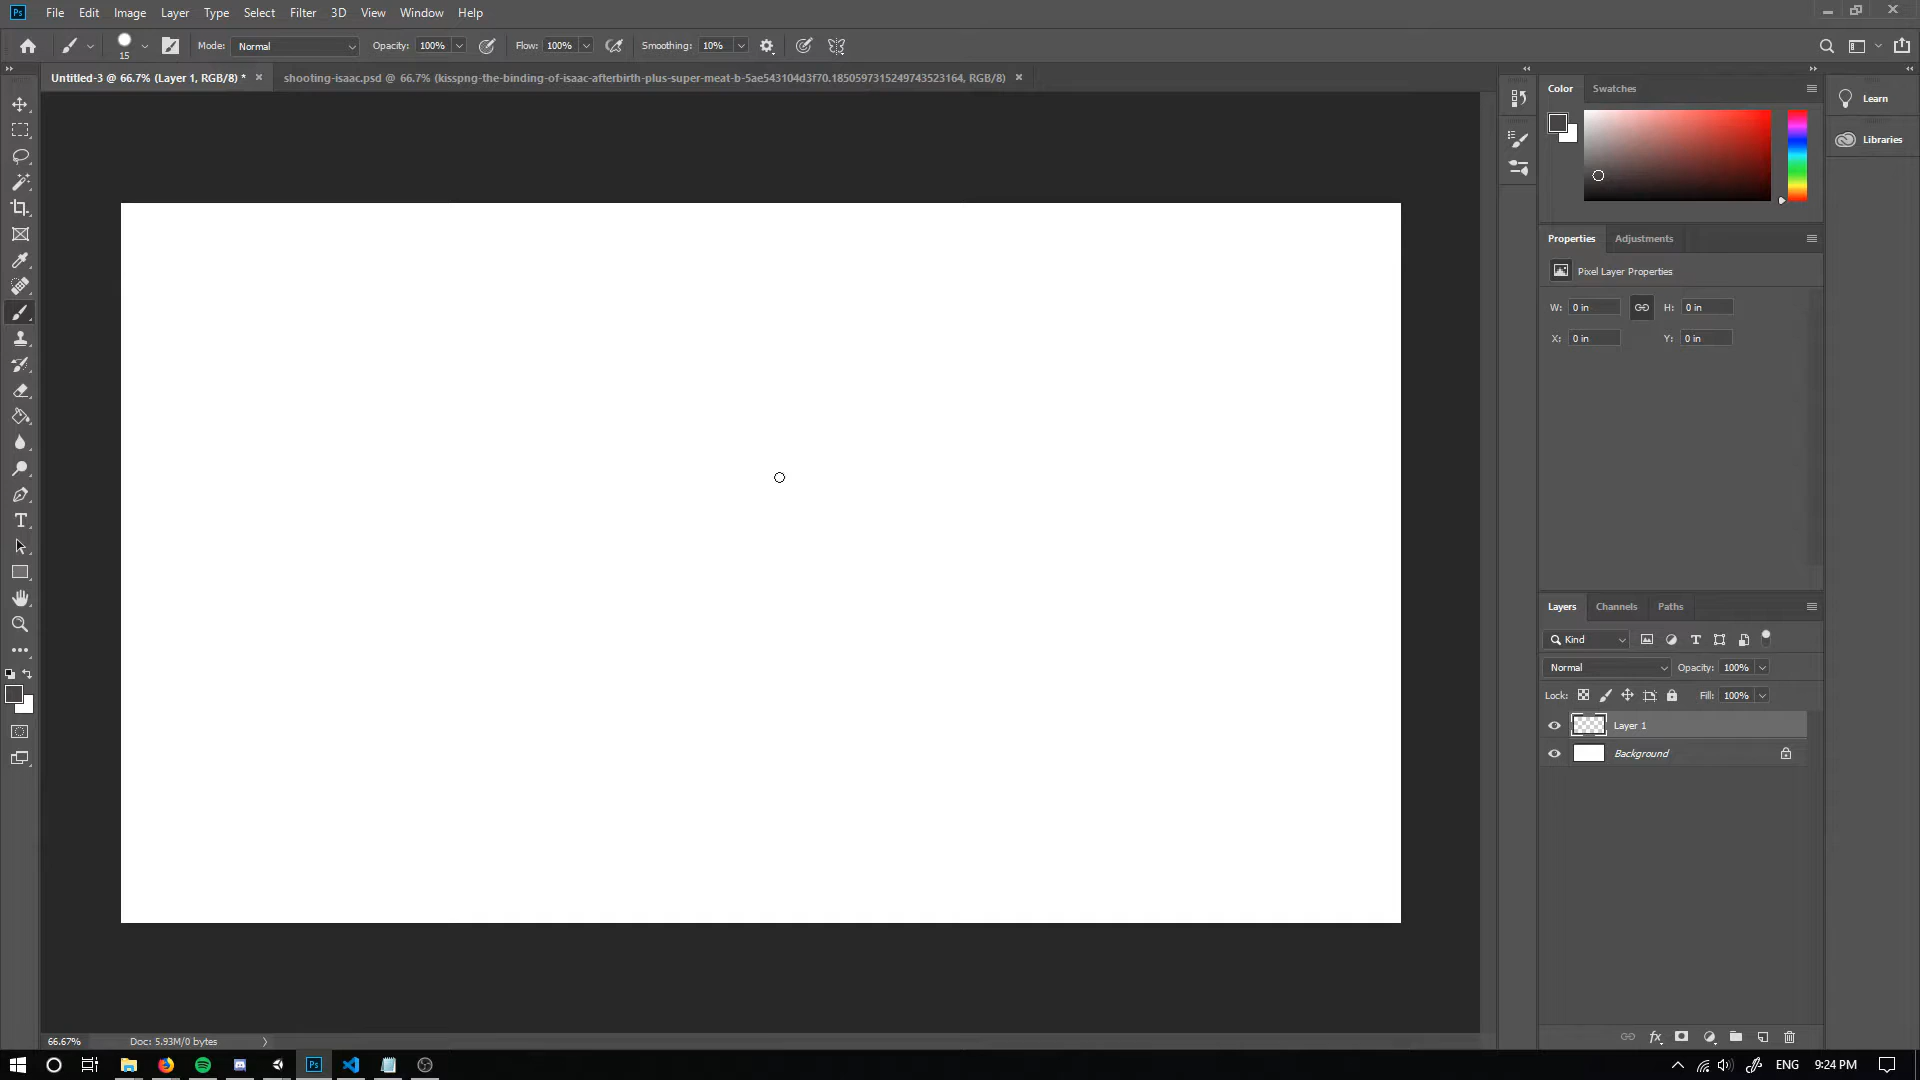 Ps File Edit Image Layer Type Select Filter 3D View Window Help
15 Mode: Normal Opacity: 100% Flow: 100% Smoothing: 10%
Untitled-3 @ 66.7% (Layer 1, RGB/8) * shooting-isaac.psd @ 66.7% (kisspng-the-binding-of-isaac-afterbirth-plus-super-meat-b-5ae543104d3f70.1850597315249743523164, RGB/8)
Color Swatches
Learn
Libraries
Properties Adjustments
Pixel Layer Properties
W: 0 in H: 0 in
X: 0 in Y: 0 in
Layers Channels Paths
Kind
Normal Opacity: 100%
Lock: Fill: 100%
Layer 1
Background
fx
66.67% Doc: 5.93M/0 bytes
Ps ENG 9:24 PM